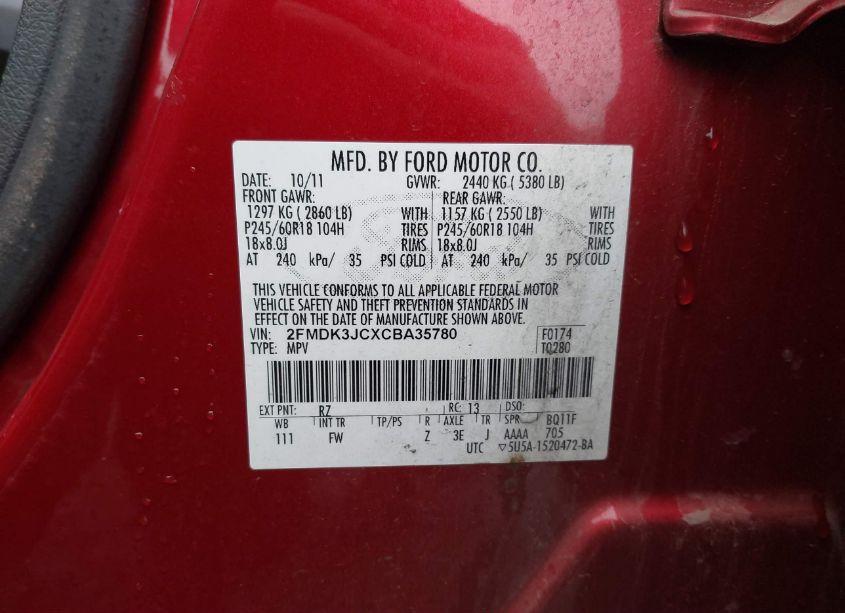 MFD. BY FORD MOTOR CO.
DATE: 10/11 GVWR: 2440 KG ( 5380 LB)
FRONT GAWR: REAR GAWR:
1297 KG ( 2860 LB) WITH 1157 KG ( 2550 LB) WITH
P245/60R18 104H TIRES P245/60R18 104H TIRES
18x8.0J RIMS 18x8.0J RIMS
AT 240 kPa/ 35 PSI COLD AT 240 kPa/ 35 PSI COLD
THIS VEHICLE CONFORMS TO ALL APPLICABLE FEDERAL MOTOR
VEHICLE SAFETY AND THEFT PREVENTION STANDARDS IN
EFFECT ON THE DATE OF MANUFACTURE SHOWN ABOVE.
VIN: 2FMDK3JCXCBA35780 F0174
TYPE: MPV T0280
EXT PNT: RZ RC: 13 DSO:
WB INT TR TP/PS R AXLE TR SPR BQ11F
111 FW Z 3E J AAAA 705
UTC ▽5U5A-1520472-BA